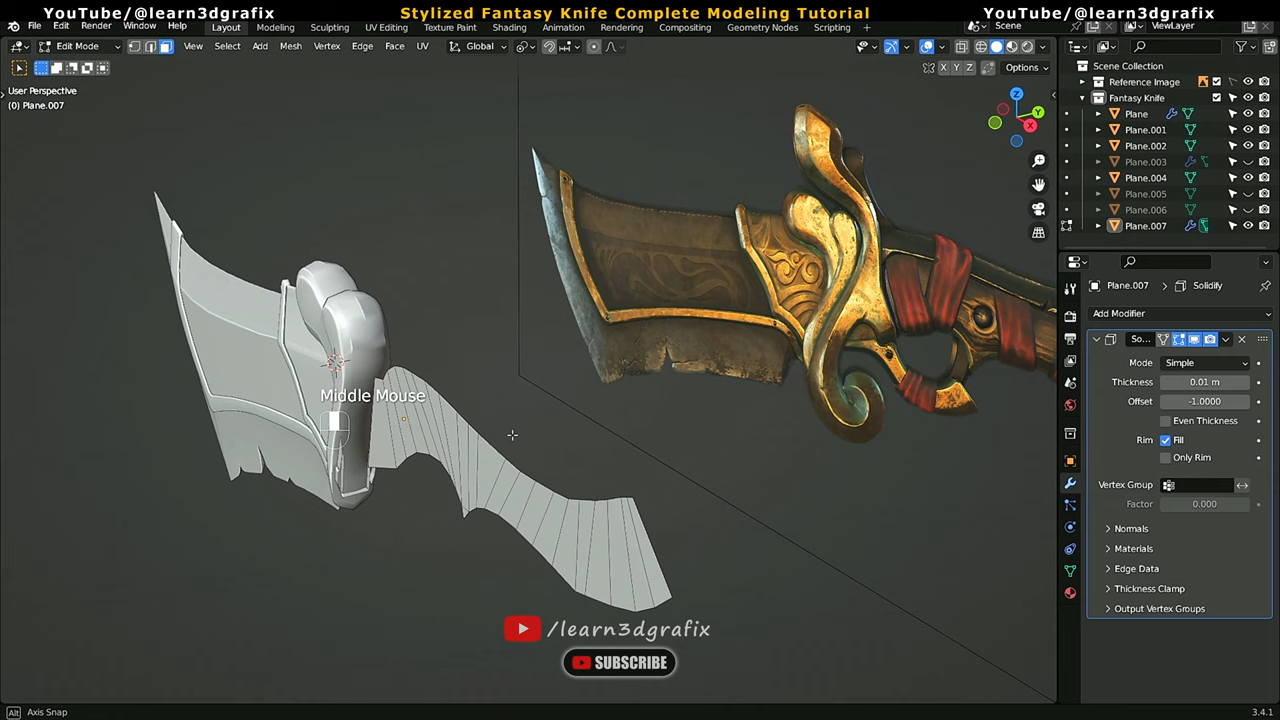 YouTube/@learn3dgrafix
Stylized Fantasy Knife Complete Modeling Tutorial
YouTube/@learn3dgrafix
File Edit Render Window Help Layout Modeling Sculpting UV Editing Texture Paint Shading Animation Rendering Compositing Geometry Nodes Scripting Scene ViewLayer
Edit Mode View Select Add Mesh Vertex Edge Face UV Global
X Y Z Options
User Perspective
(0) Plane.007
Z
Y
X
Middle Mouse
Scene Collection
Reference Image
Fantasy Knife
Plane
Plane.001
Plane.002
Plane.003
Plane.004
Plane.005
Plane.006
Plane.007
Plane.007 > Solidify
Add Modifier
So...
Mode Simple
Thickness 0.01 m
Offset -1.0000
Even Thickness
Rim Fill
Only Rim
Vertex Group
Factor 0.000
Normals
Materials
Edge Data
Thickness Clamp
Output Vertex Groups
/learn3dgrafix
SUBSCRIBE
Alt Axis Snap
3.4.1